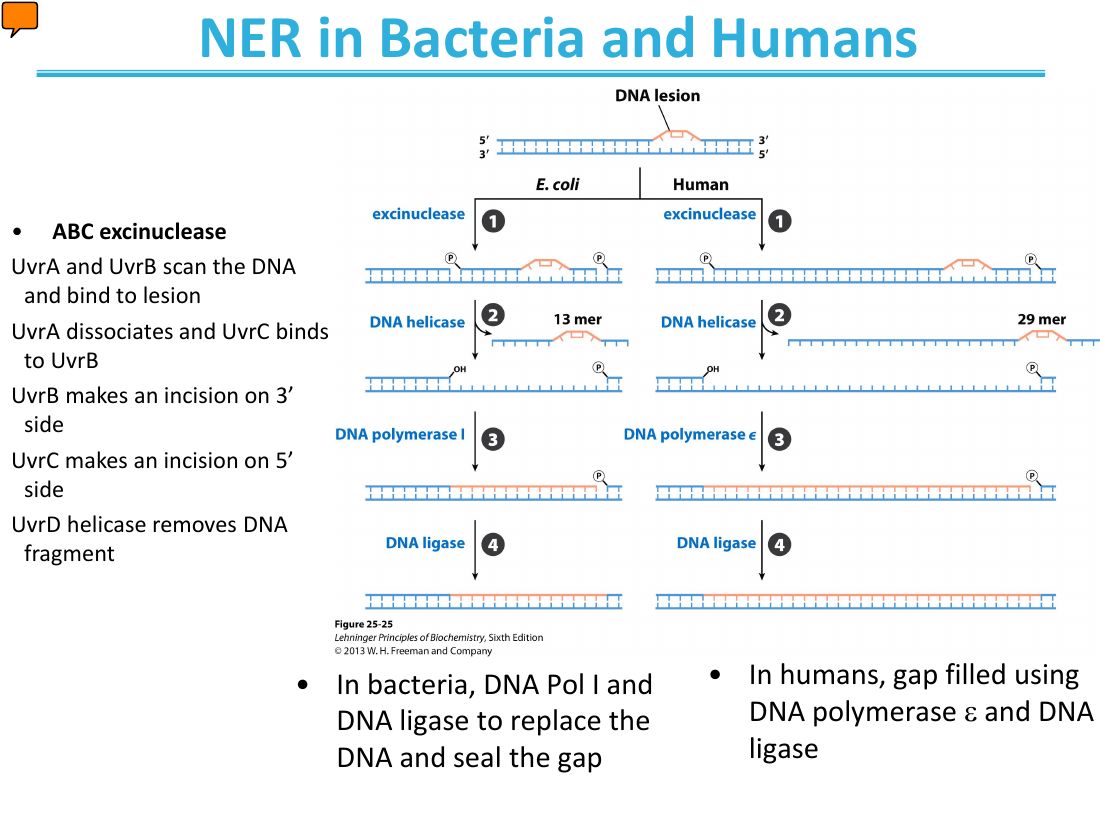 NER in Bacteria and Humans
• ABC excinuclease
UvrA and UvrB scan the DNA
and bind to lesion
UvrA dissociates and UvrC binds
to UvrB
UvrB makes an incision on 3’
side
UvrC makes an incision on 5’
side
UvrD helicase removes DNA
fragment
DNA lesion
5′ 3′
3′ 5′
E. coli Human
excinuclease 1 excinuclease 1
P P P P
DNA helicase 2 13 mer DNA helicase 2 29 mer
OH P OH P
DNA polymerase I 3 DNA polymerase ϵ 3
P P
DNA ligase 4 DNA ligase 4
Figure 25-25
Lehninger Principles of Biochemistry, Sixth Edition
© 2013 W. H. Freeman and Company
• In bacteria, DNA Pol I and
DNA ligase to replace the
DNA and seal the gap
• In humans, gap filled using
DNA polymerase ε and DNA
ligase